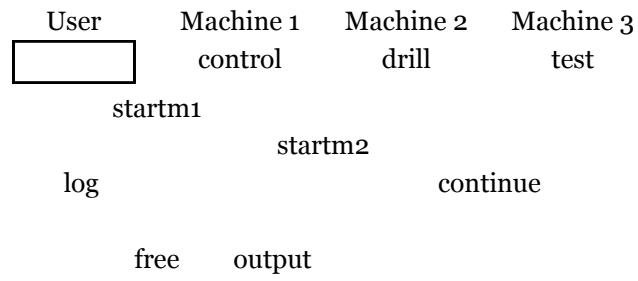 User Machine 1 Machine 2 Machine 3
control drill test
startm1
startm2
log continue
free output